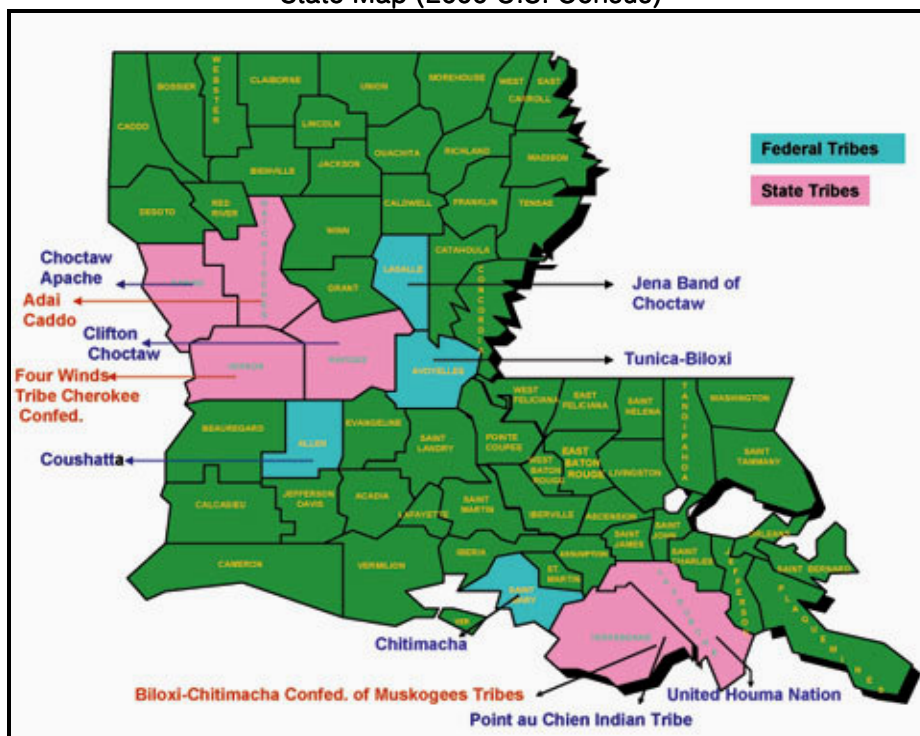 State Map (2000 U.S. Census)
WEBSTER
CLAIBORNE
UNION
MOREHOUSE
WEST
EAST
CARROLL
BOSSIER
CADDO
LINCOLN
OUACHITA
RICHLAND
MADISON
BIENVILLE
JACKSON
Federal Tribes
State Tribes
DESOTO
RED
RIVER
WINN
CALDWELL
FRANKLIN
TENSAS
CATAHOULA
LASALLE
CONCORDIA
GRANT
Choctaw
Apache
Adai
Caddo
Clifton
Choctaw
Four Winds
Tribe Cherokee
Confed.
Coushatta
Jena Band of
Choctaw
Tunica-Biloxi
VERNON
RAPIDES
AVOYELLES
WEST
FELICIANA
EAST
FELICIANA
SAINT
HELENA
TANGIPAHOA
WASHINGTON
BEAUREGARD
ALLEN
EVANGELINE
SAINT
LANDRY
POINTE
COUPEE
WEST
BATON
ROUGE
EAST
BATON
ROUGE
LIVINGSTON
SAINT
TAMMANY
CALCASIEU
JEFFERSON
DAVIS
ACADIA
LAFAYETTE
SAINT
MARTIN
IBERVILLE
ASCENSION
SAINT
JAMES
SAINT
JOHN
ORLEANS
CAMERON
VERMILION
IBERIA
ST.
MARTIN
ASSUMPTION
SAINT
CHARLES
JEFFERSON
SAINT BERNARD
PLAQUEMINES
SAINT
MARY
IBER
TERREBONNE
Chitimacha
Biloxi-Chitimacha Confed. of Muskogees Tribes
United Houma Nation
Point au Chien Indian Tribe